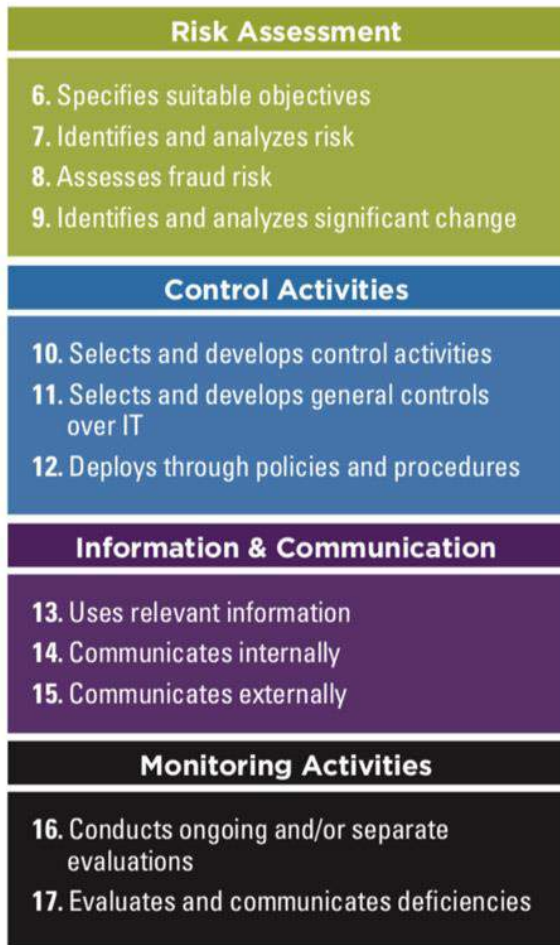 Risk Assessment
6. Specifies suitable objectives
7. Identifies and analyzes risk
8. Assesses fraud risk
9. Identifies and analyzes significant change
Control Activities
10. Selects and develops control activities
11. Selects and develops general controls
over IT
12. Deploys through policies and procedures
Information & Communication
13. Uses relevant information
14. Communicates internally
15. Communicates externally
Monitoring Activities
16. Conducts ongoing and/or separate
evaluations
17. Evaluates and communicates deficiencies